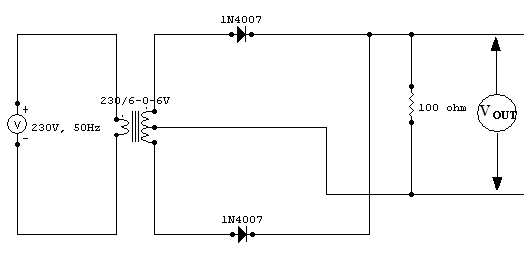 1N4007
230/6-0-6V
+
V
230V, 50Hz
-
100 ohm
VOUT
1N4007